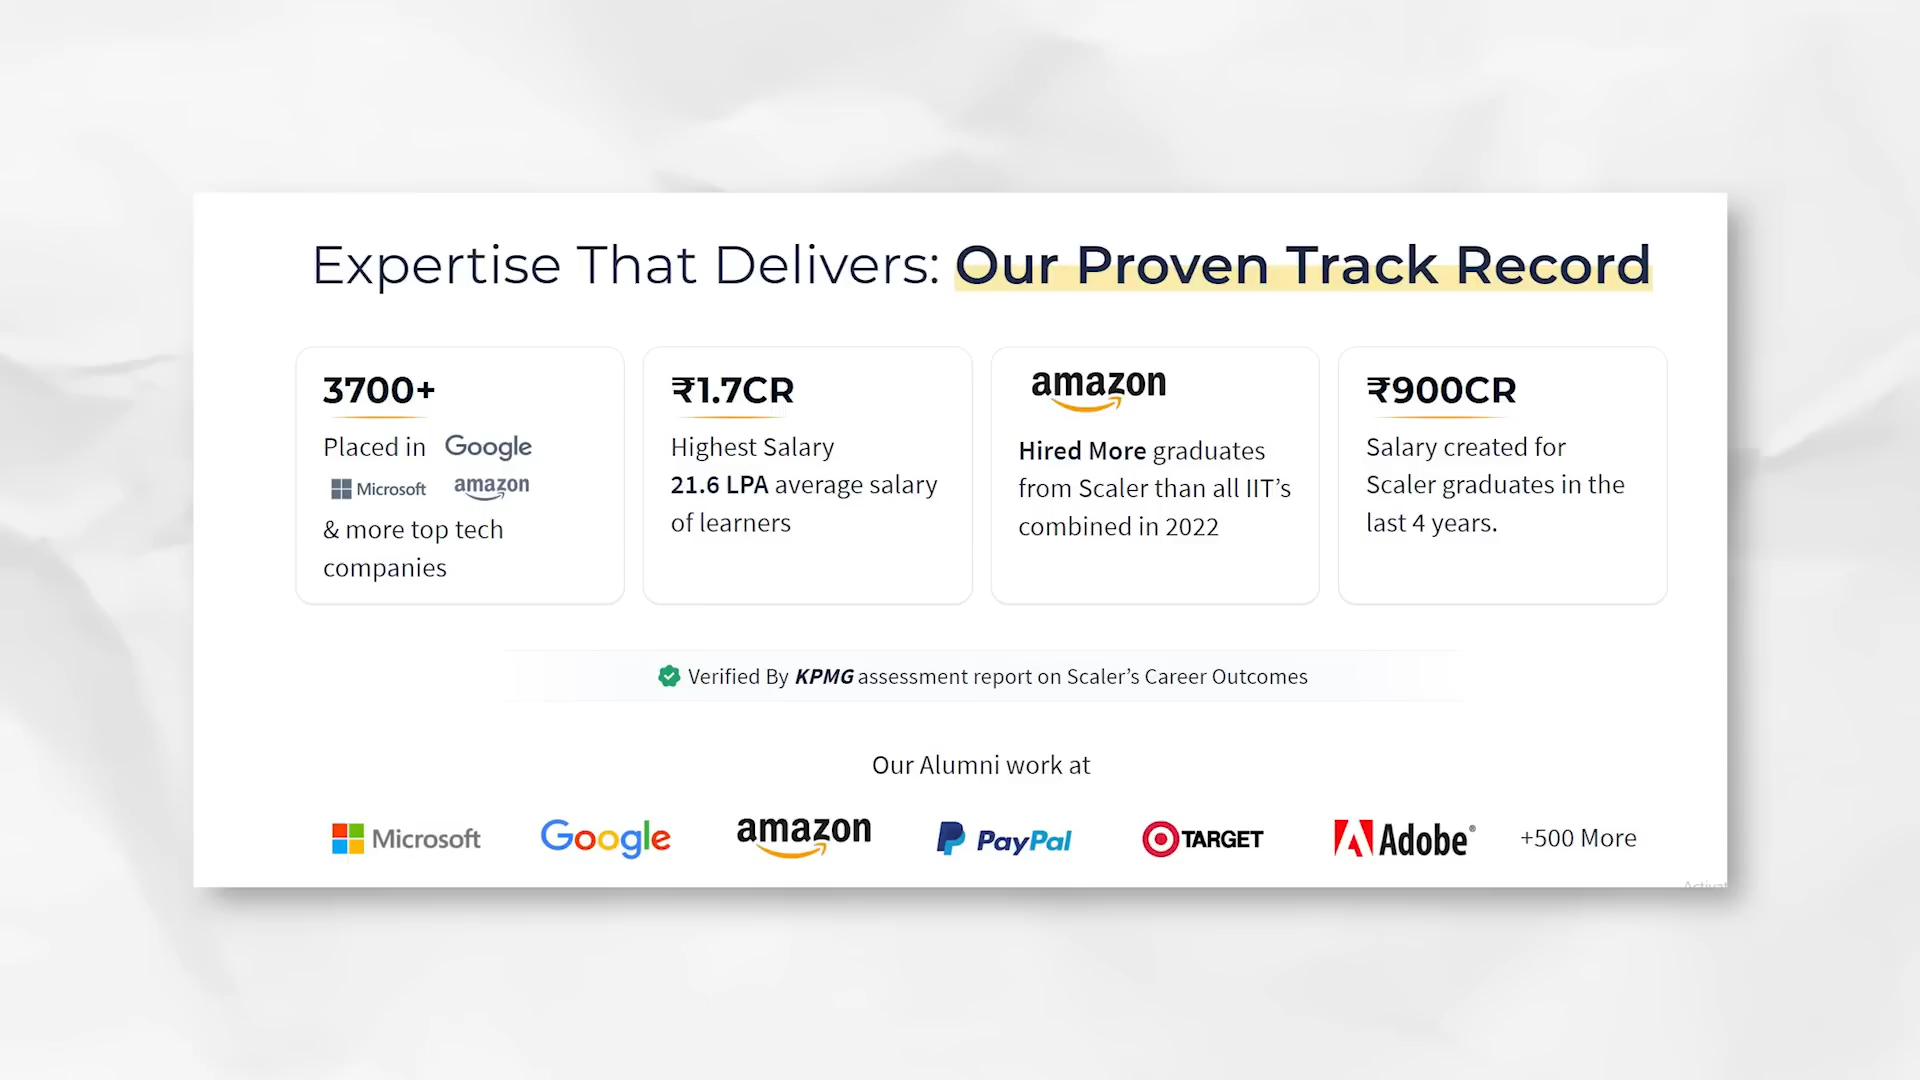 Expertise That Delivers: Our Proven Track Record
3700+
Placed in Google
Microsoft amazon
& more top tech
companies
₹1.7CR
Highest Salary
21.6 LPA average salary
of learners
amazon
Hired More graduates
from Scaler than all IIT's
combined in 2022
₹900CR
Salary created for
Scaler graduates in the
last 4 years.
Verified By KPMG assessment report on Scaler's Career Outcomes
Our Alumni work at
Microsoft Google amazon PayPal TARGET Adobe® +500 More